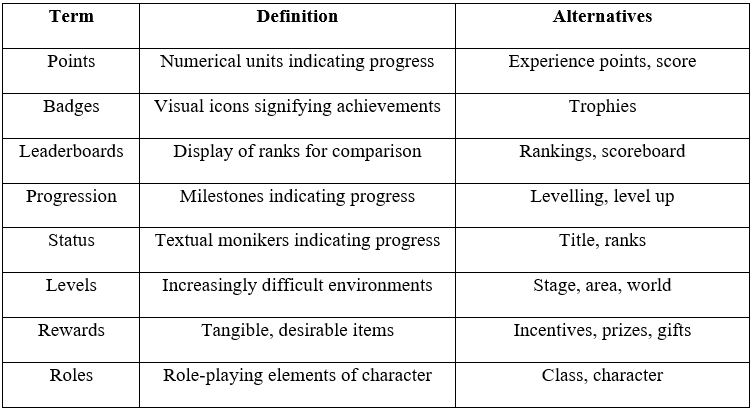 Term Definition Alternatives
Points Numerical units indicating progress Experience points, score
Badges Visual icons signifying achievements Trophies
Leaderboards Display of ranks for comparison Rankings, scoreboard
Progression Milestones indicating progress Levelling, level up
Status Textual monikers indicating progress Title, ranks
Levels Increasingly difficult environments Stage, area, world
Rewards Tangible, desirable items Incentives, prizes, gifts
Roles Role-playing elements of character Class, character